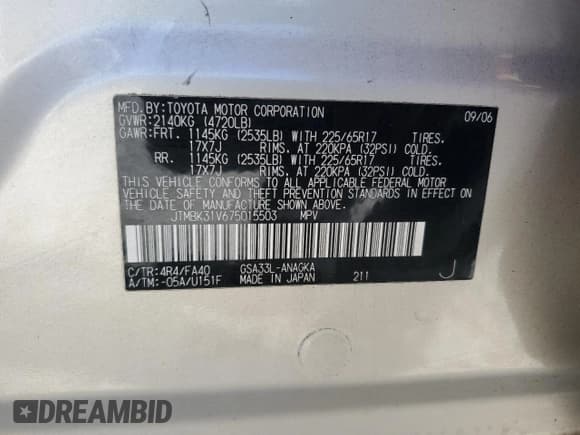 MFD. BY: TOYOTA MOTOR CORPORATION 09/06
GVWR: 2140KG (4720LB)
GAWR: FRT. 1145KG (2535LB) WITH 225/65R17 TIRES.
17X7J RIMS. AT 220KPA (32PSI) COLD.
RR. 1145KG (2535LB) WITH 225/65R17 TIRES.
17X7J RIMS. AT 220KPA (32PSI) COLD.
THIS VEHICLE CONFORMS TO ALL APPLICABLE FEDERAL MOTOR
VEHICLE SAFETY AND THEFT PREVENTION STANDARDS IN EFFECT ON
THE DATE OF MANUFACTURE SHOWN ABOVE.
JTMBK31V675015503 MPV
C/TR: 4R4/FA40 GSA33L-ANAGKA
A/TM: -05A/U151F MADE IN JAPAN 211 J
DREAMBID